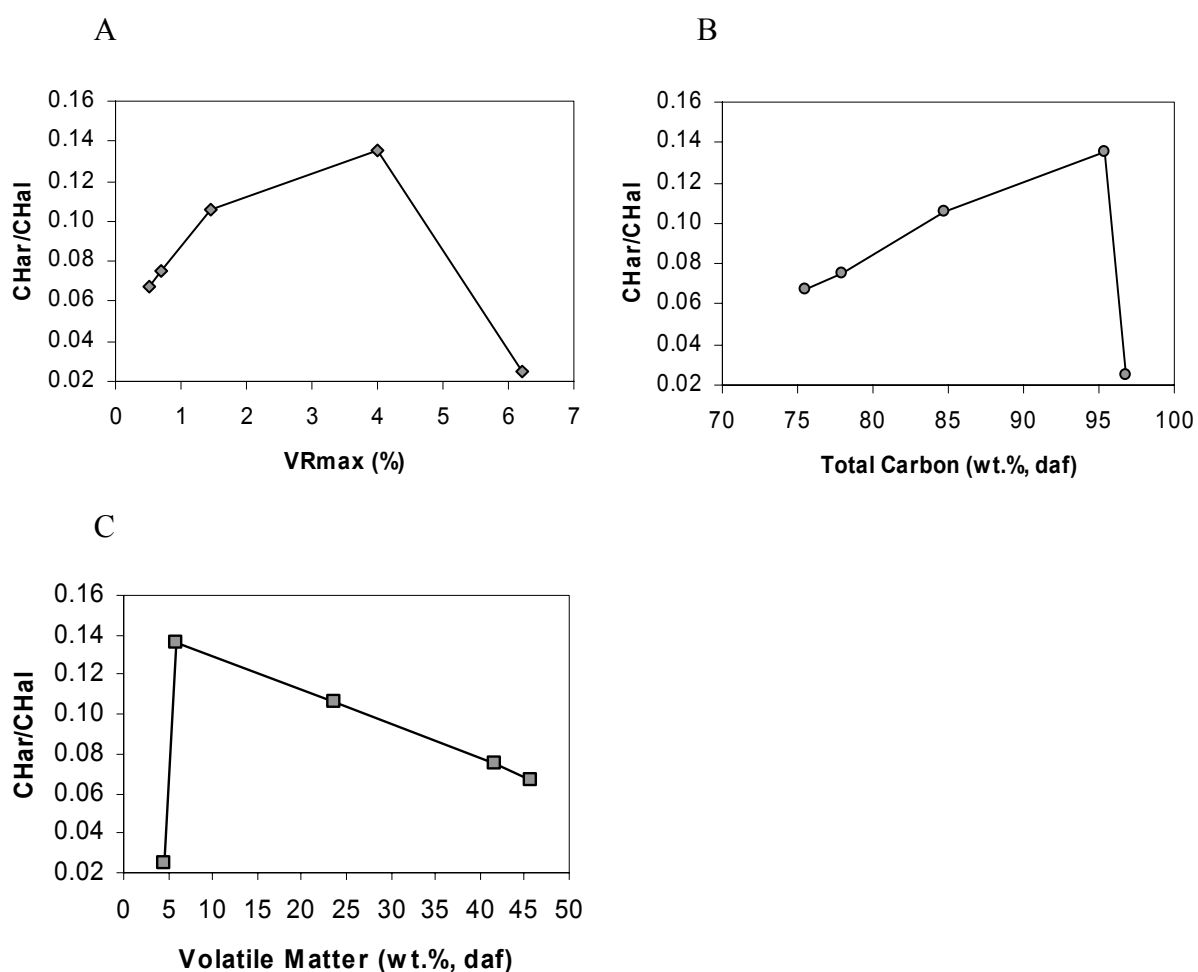 A
CHar/CHal
0.16
0.14
0.12
0.10
0.08
0.06
0.04
0.02
0 1 2 3 4 5 6 7
VRmax (%)
B
CHar/CHal
0.16
0.14
0.12
0.10
0.08
0.06
0.04
0.02
70 75 80 85 90 95 100
Total Carbon (wt.%, daf)
C
CHar/CHal
0.16
0.14
0.12
0.10
0.08
0.06
0.04
0.02
0 5 10 15 20 25 30 35 40 45 50
Volatile Matter (wt.%, daf)